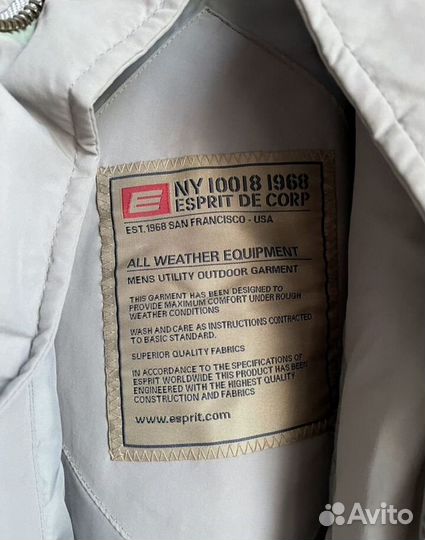 E NY 10018 1968
ESPRIT DE CORP
EST. 1968 SAN FRANCISCO - USA
ALL WEATHER EQUIPMENT
MENS UTILITY OUTDOOR GARMENT
THIS GARMENT HAS BEEN DESIGNED TO
PROVIDE MAXIMUM COMFORT UNDER ROUGH
WEATHER CONDITIONS
WASH AND CARE AS INSTRUCTIONS CONTRACTED
TO BASIC STANDARD.
SUPERIOR QUALITY FABRICS
IN ACCORDANCE TO THE SPECIFICATIONS OF
ESPRIT WORLDWIDE THIS PRODUCT HAS BEEN
ENGINEERED WITH THE HIGHEST QUALITY
CONSTRUCTION AND FABRICS.
www.esprit.com
Avito